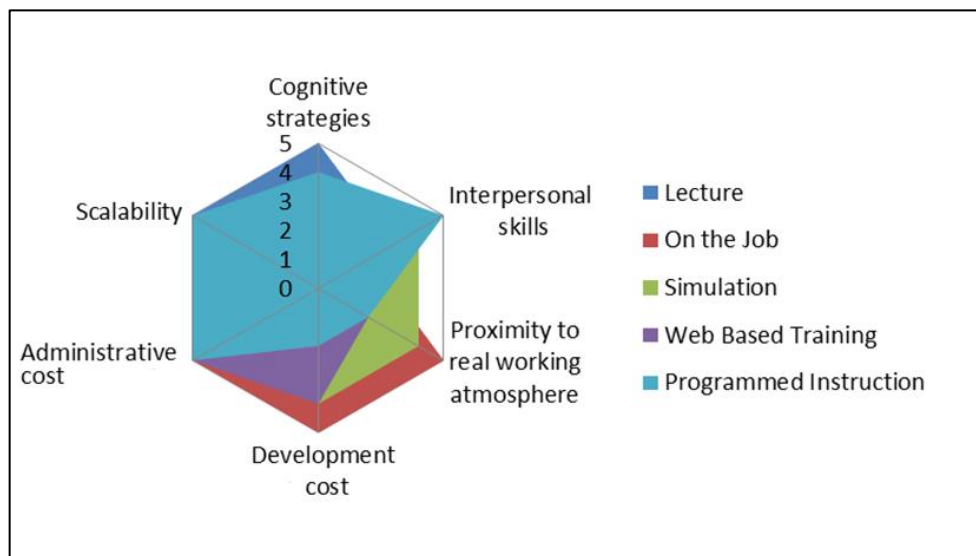 Cognitive
strategies
5
4
3
2
1
0
Interpersonal
skills
Proximity to
real working
atmosphere
Development
cost
Administrative
cost
Scalability
Lecture
On the Job
Simulation
Web Based Training
Programmed Instruction